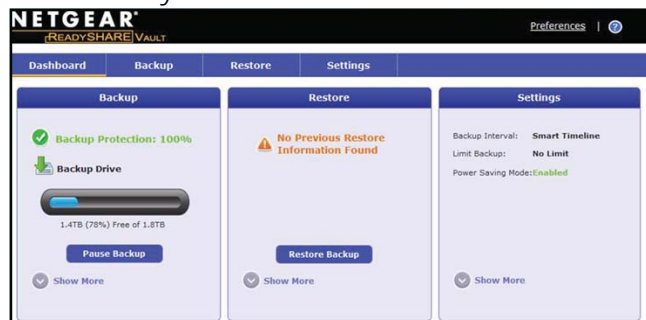 NETGEAR®
READYSHARE VAULT
Preferences | ?
Dashboard Backup Restore Settings
Backup
Backup Protection: 100%
Backup Drive
1.4TB (78%) Free of 1.8TB
Pause Backup
Show More
Restore
No Previous Restore
Information Found
Restore Backup
Show More
Settings
Backup Interval: Smart Timeline
Limit Backup: No Limit
Power Saving Mode: Enabled
Show More